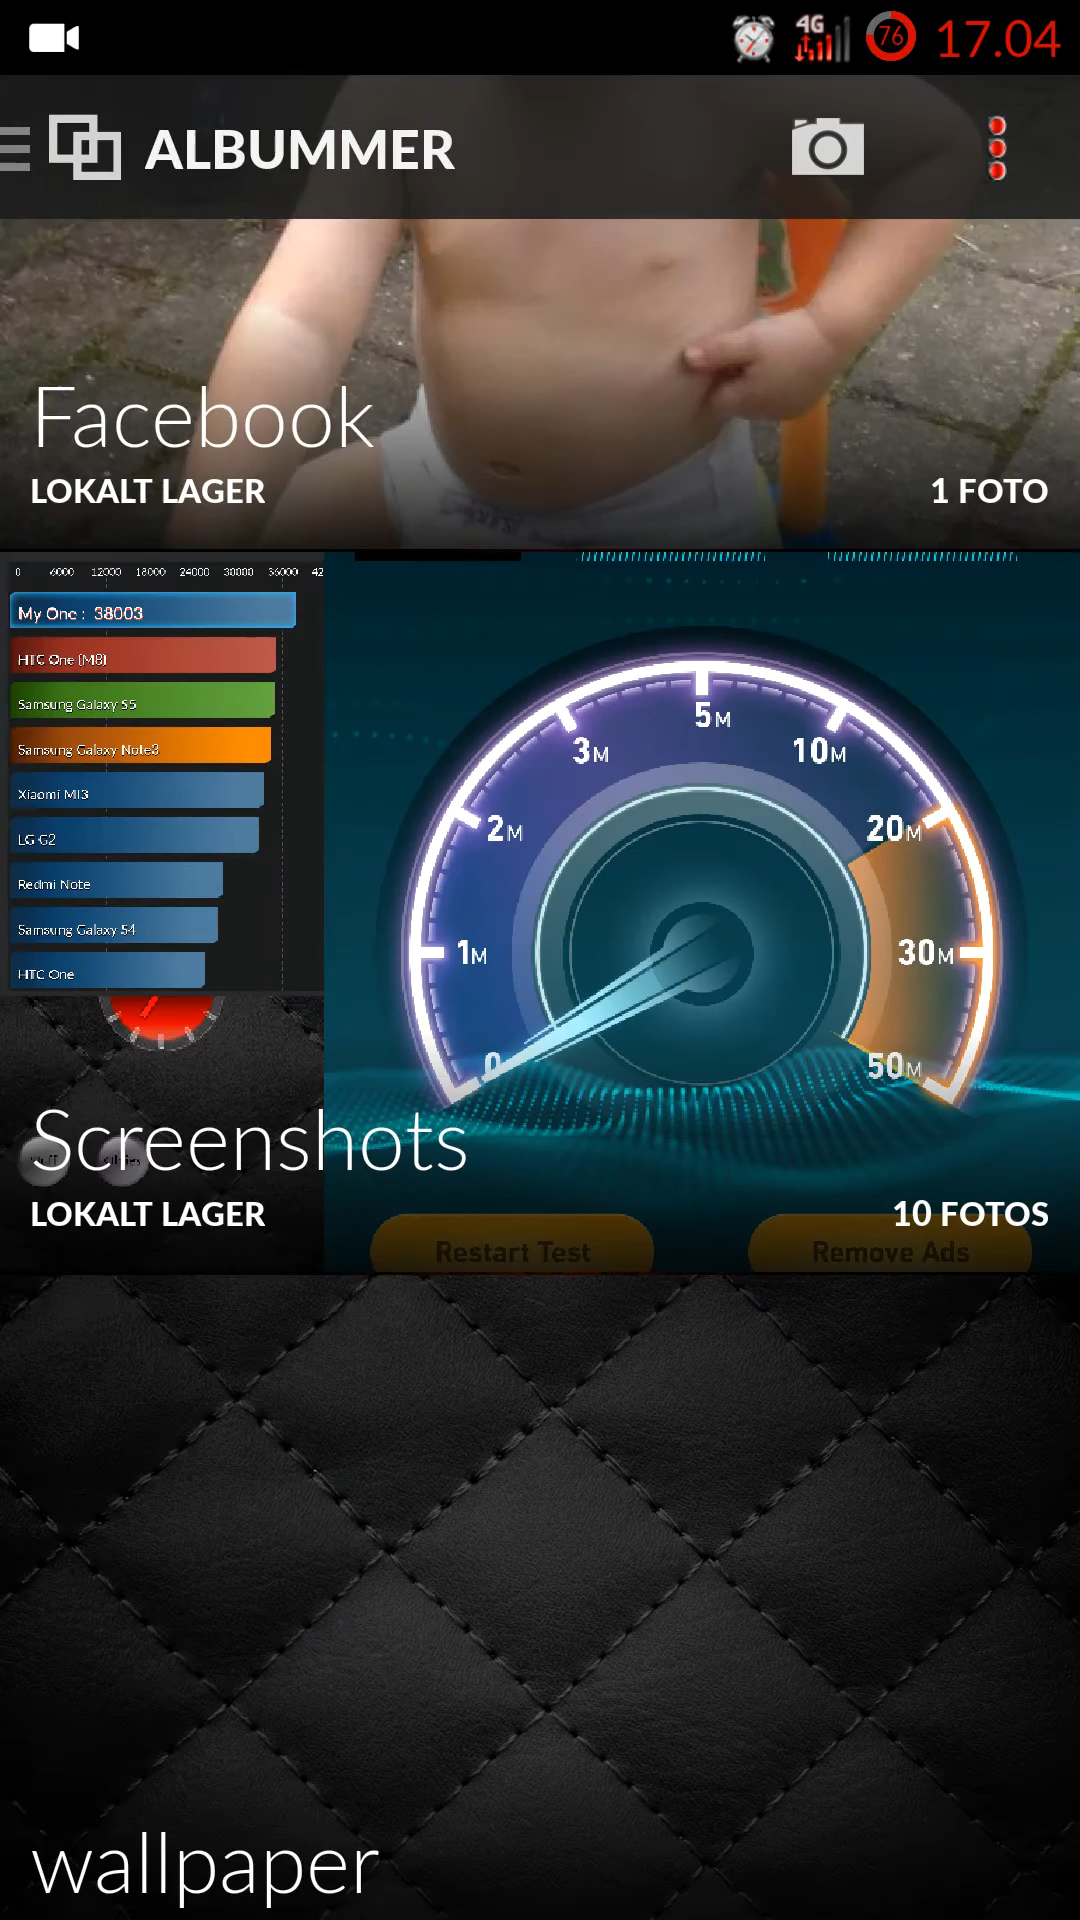 4G
76
17.04
ALBUMMER
Facebook
LOKALT LAGER
1 FOTO
0 6000 12000 18000 24000 30000 36000 42
My One : 38003
HTC One (M8)
Samsung Galaxy S5
Samsung Galaxy Note3
Xiaomi MI3
LG G2
Redmi Note
Samsung Galaxy S4
HTC One
5M
3M
10M
2M
20M
1M
30M
0
50M
Screenshots
LOKALT LAGER
10 FOTOS
Restart Test
Remove Ads
wallpaper